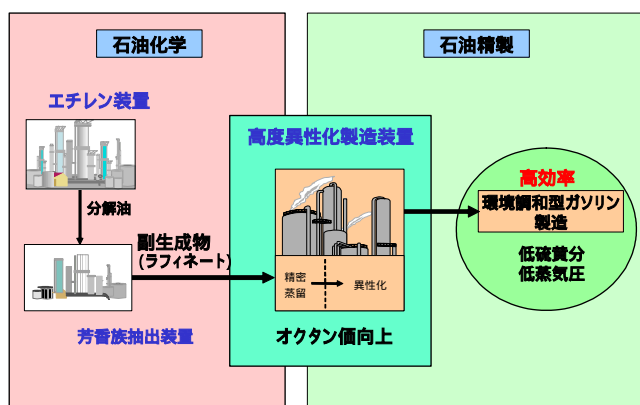 石油化学
石油精製
エチレン装置
分解油
副生成物
(ラフィネート)
芳香族抽出装置
高度異性化製造装置
精密
蒸留
異性化
オクタン価向上
高効率
環境調和型ガソリン
製造
低硫黄分
低蒸気圧